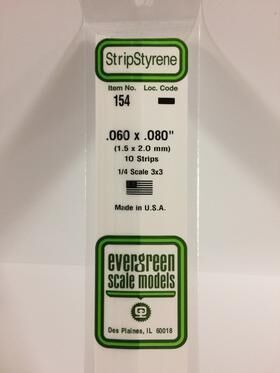 StripStyrene
Item No. Loc. Code
154
.060 x .080"
(1.5 x 2.0 mm)
10 Strips
1/4 Scale 3x3
Made in U.S.A.
evergreen
scale models
Des Plaines, IL 60018